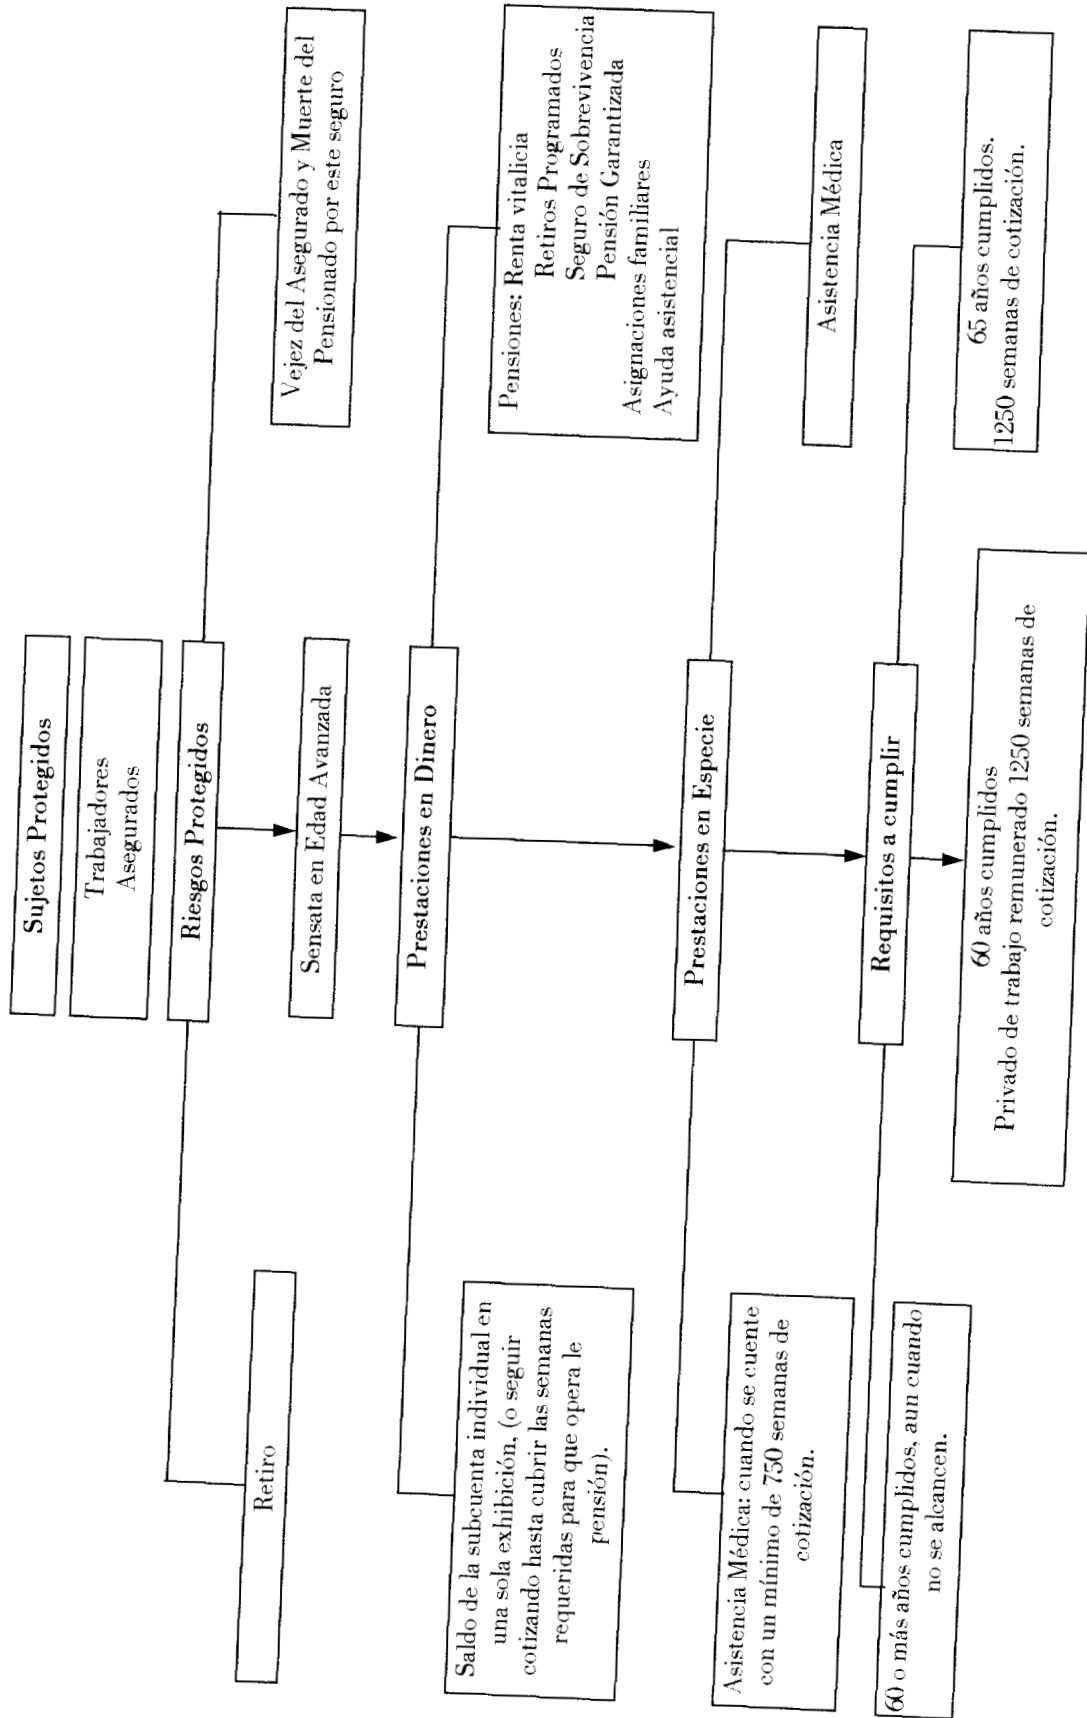 Sujetos Protegidos
Trabajadores
Asegurados
Riesgos Protegidos
Retiro
Sensata en Edad Avanzada
Vejez del Asegurado y Muerte del
Pensionado por este seguro
Prestaciones en Dinero
Saldo de la subcuenta individual en
una sola exhibición, (o seguir
cotizando hasta cubrir las semanas
requeridas para que opera le
pensión).
Pensiones: Renta vitalicia
Retiros Programados
Seguro de Sobrevivencia
Pensión Garantizada
Asignaciones familiares
Ayuda asistencial
Prestaciones en Especie
Asistencia Médica: cuando se cuente
con un mínimo de 750 semanas de
cotización.
Asistencia Médica
Requisitos a cumplir
60 o más años cumplidos, aun cuando
no se alcancen.
60 años cumplidos
Privado de trabajo remunerado 1250 semanas de
cotización.
65 años cumplidos.
1250 semanas de cotización.